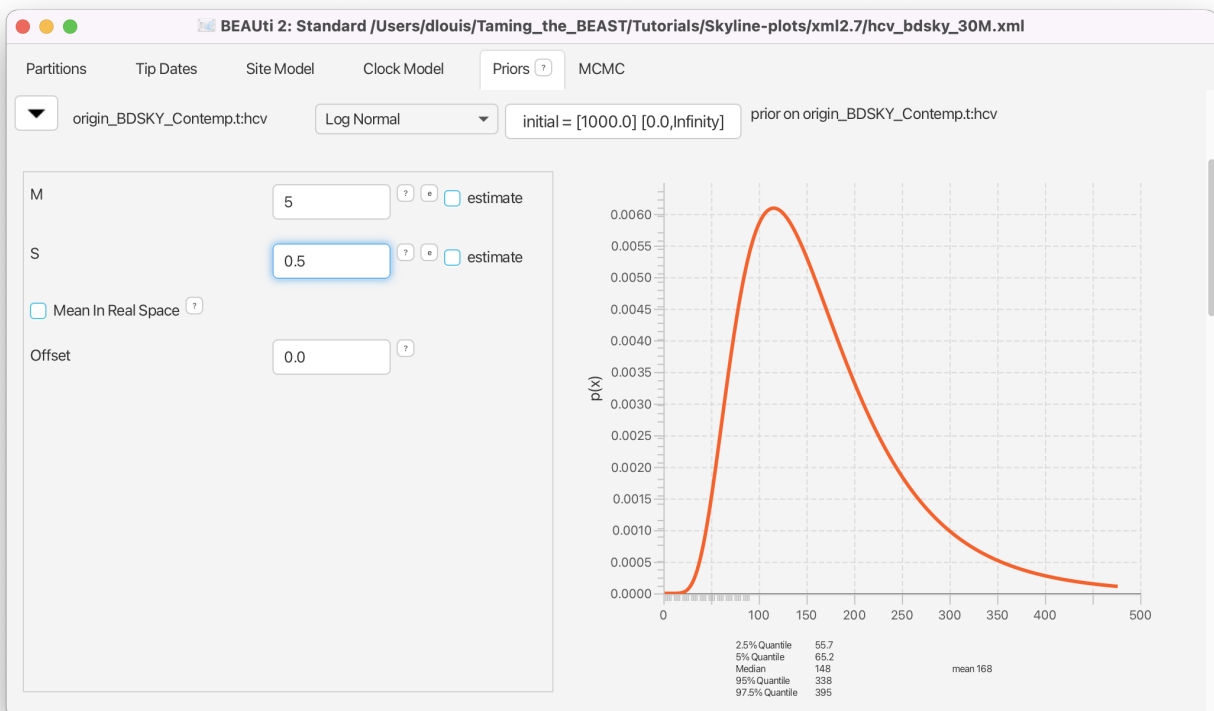 BEAUti 2: Standard /Users/dlouis/Taming_the_BEAST/Tutorials/Skyline-plots/xml2.7/hcv_bdsky_30M.xml
Partitions Tip Dates Site Model Clock Model Priors ? MCMC
origin_BDSKY_Contemp.t:hcv Log Normal initial = [1000.0] [0.0,Infinity] prior on origin_BDSKY_Contemp.t:hcv
M 5 ? e estimate
S 0.5 ? e estimate
Mean In Real Space ?
Offset 0.0 ?
p(x)
0.0060
0.0055
0.0050
0.0045
0.0040
0.0035
0.0030
0.0025
0.0020
0.0015
0.0010
0.0005
0.0000
0 100 150 200 250 300 350 400 500
2.5% Quantile 55.7
5% Quantile 65.2
Median 148 mean 168
95% Quantile 338
97.5% Quantile 395